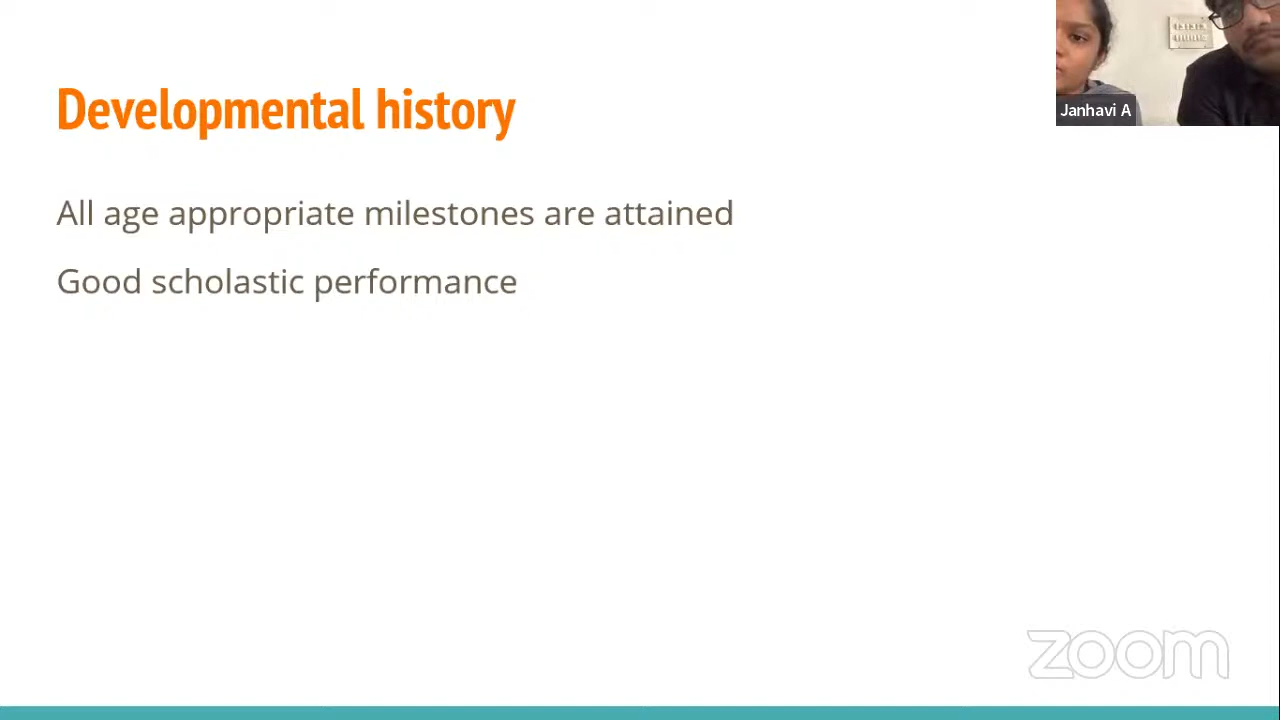 Developmental history
Janhavi A
All age appropriate milestones are attained
Good scholastic performance
zoom